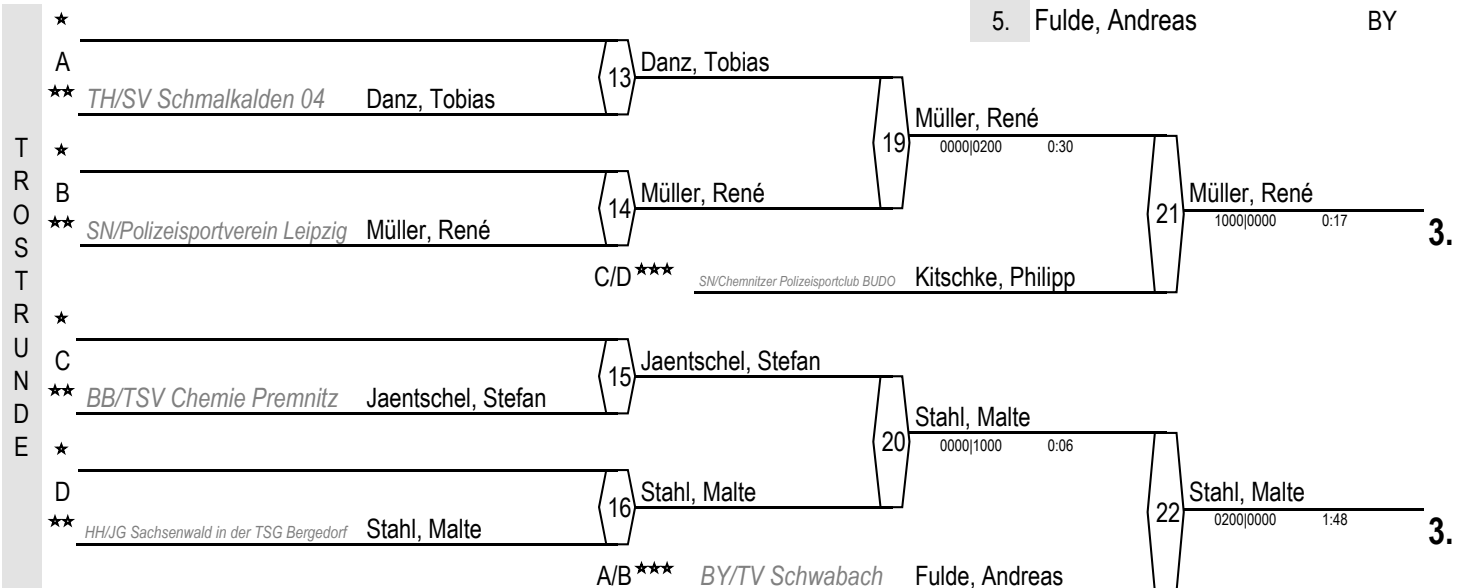 5. Fulde, Andreas BY
TROSTRUNDE
★
A
★★ TH/SV Schmalkalden 04 Danz, Tobias
13 Danz, Tobias
★
B
★★ SN/Polizeisportverein Leipzig Müller, René
14 Müller, René
19 Müller, René
0000|0200 0:30
C/D ★★★ SN/Chemnitzer Polizeisportclub BUDO Kitschke, Philipp
21 Müller, René
1000|0000 0:17
3.
★
C
★★ BB/TSV Chemie Premnitz Jaentschel, Stefan
15 Jaentschel, Stefan
★
D
★★ HH/JG Sachsenwald in der TSG Bergedorf Stahl, Malte
16 Stahl, Malte
20 Stahl, Malte
0000|1000 0:06
A/B ★★★ BY/TV Schwabach Fulde, Andreas
22 Stahl, Malte
0200|0000 1:48
3.